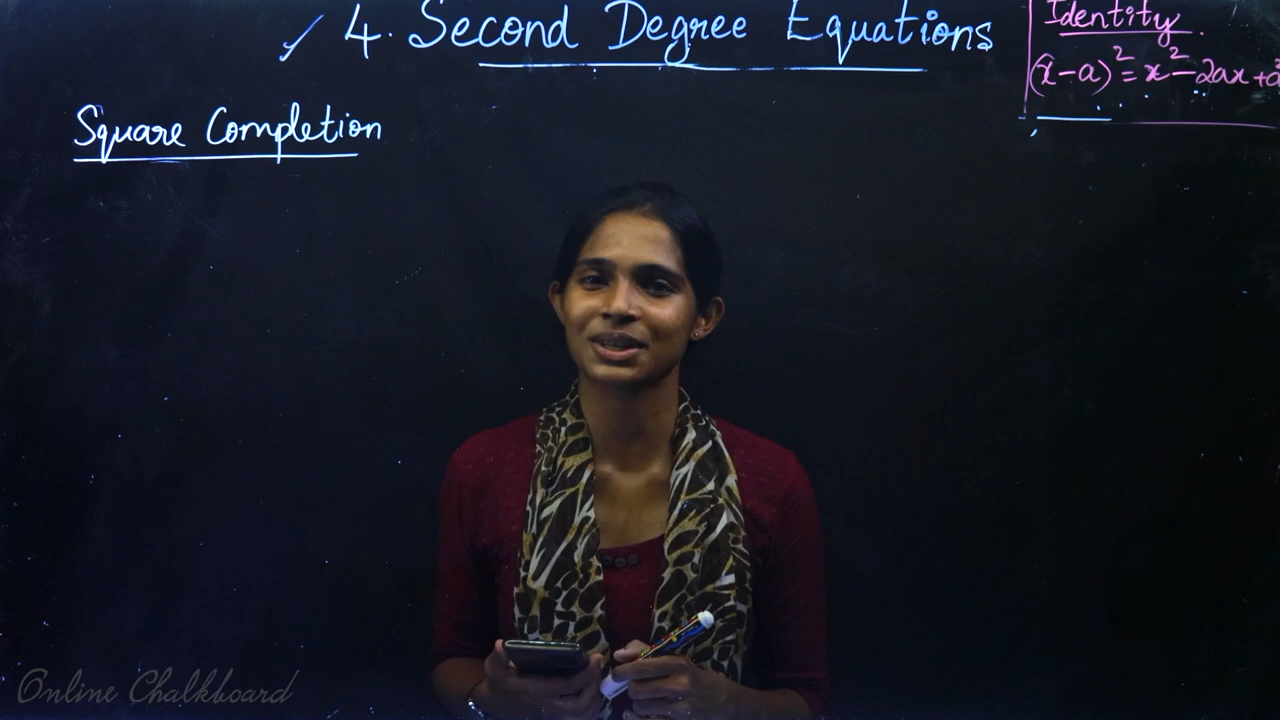 ✓ 4. Second Degree Equations
Identity.
(x-a)² = x² - 2ax + a²
Square Completion
Online Chalkboard